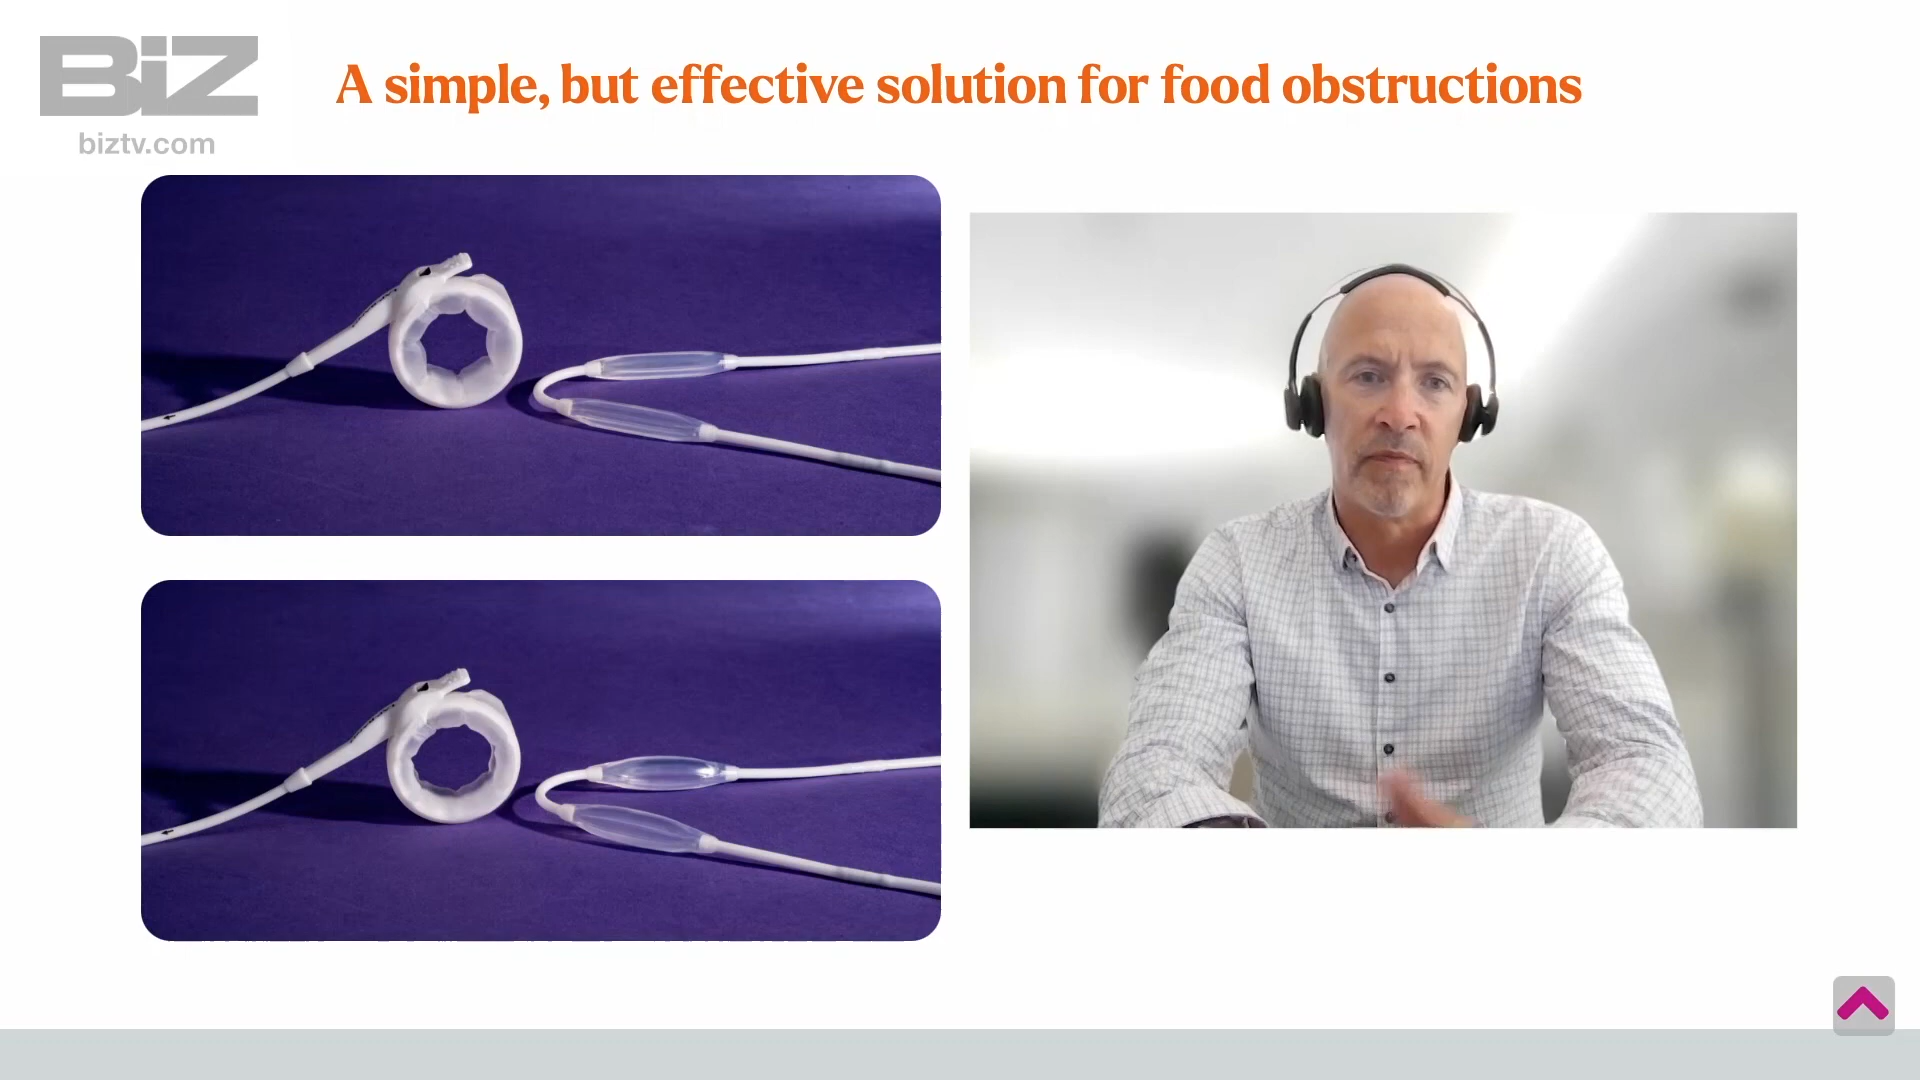 BiZ
biztv.com
A simple, but effective solution for food obstructions